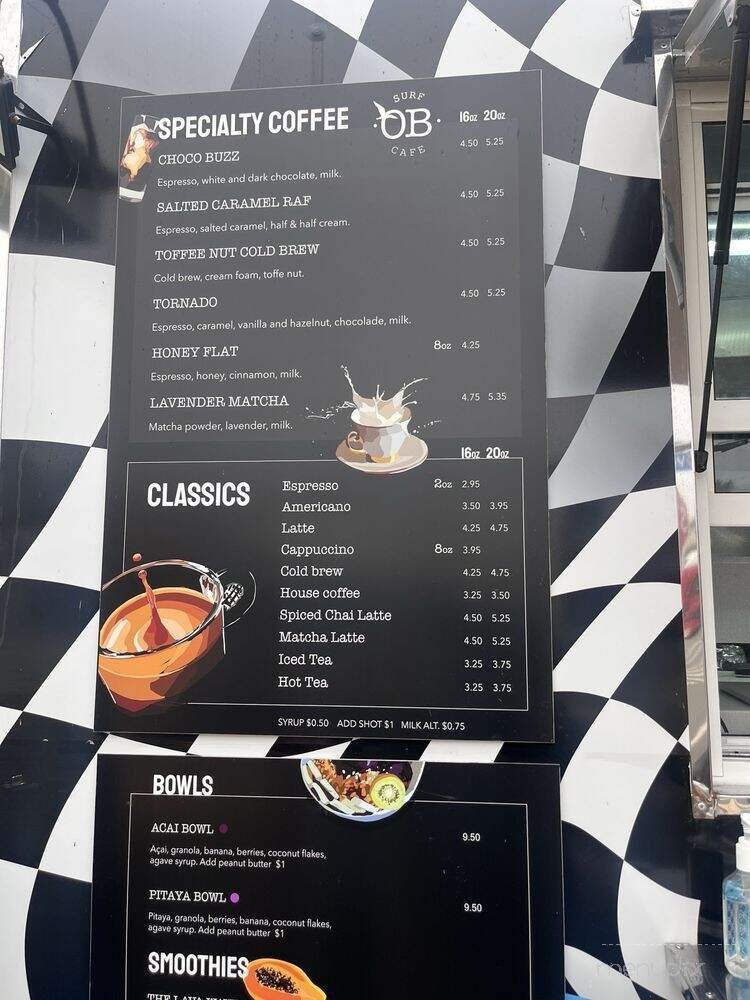 SPECIALTY COFFEE
SURF
OB
CAFE
16oz 20oz
CHOCO BUZZ 4.50 5.25
Espresso, white and dark chocolate, milk.
SALTED CARAMEL RAF 4.50 5.25
Espresso, salted caramel, half & half cream.
TOFFEE NUT COLD BREW 4.50 5.25
Cold brew, cream foam, toffe nut.
TORNADO 4.50 5.25
Espresso, caramel, vanilla and hazelnut, chocolade, milk.
HONEY FLAT 8oz 4.25
Espresso, honey, cinnamon, milk.
LAVENDER MATCHA 4.75 5.35
Matcha powder, lavender, milk.
16oz 20oz
CLASSICS
Espresso 2oz 2.95
Americano 3.50 3.95
Latte 4.25 4.75
Cappuccino 8oz 3.95
Cold brew 4.25 4.75
House coffee 3.25 3.50
Spiced Chai Latte 4.50 5.25
Matcha Latte 4.50 5.25
Iced Tea 3.25 3.75
Hot Tea 3.25 3.75
SYRUP $0.50 ADD SHOT $1 MILK ALT. $0.75
BOWLS
ACAI BOWL 9.50
Açai, granola, banana, berries, coconut flakes,
agave syrup. Add peanut butter $1
PITAYA BOWL 9.50
Pitaya, granola, berries, banana, coconut flakes,
agave syrup. Add peanut butter $1
SMOOTHIES